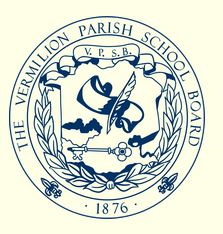 THE VERMILION PARISH SCHOOL BOARD
V. P. S. B.
· 1876 ·